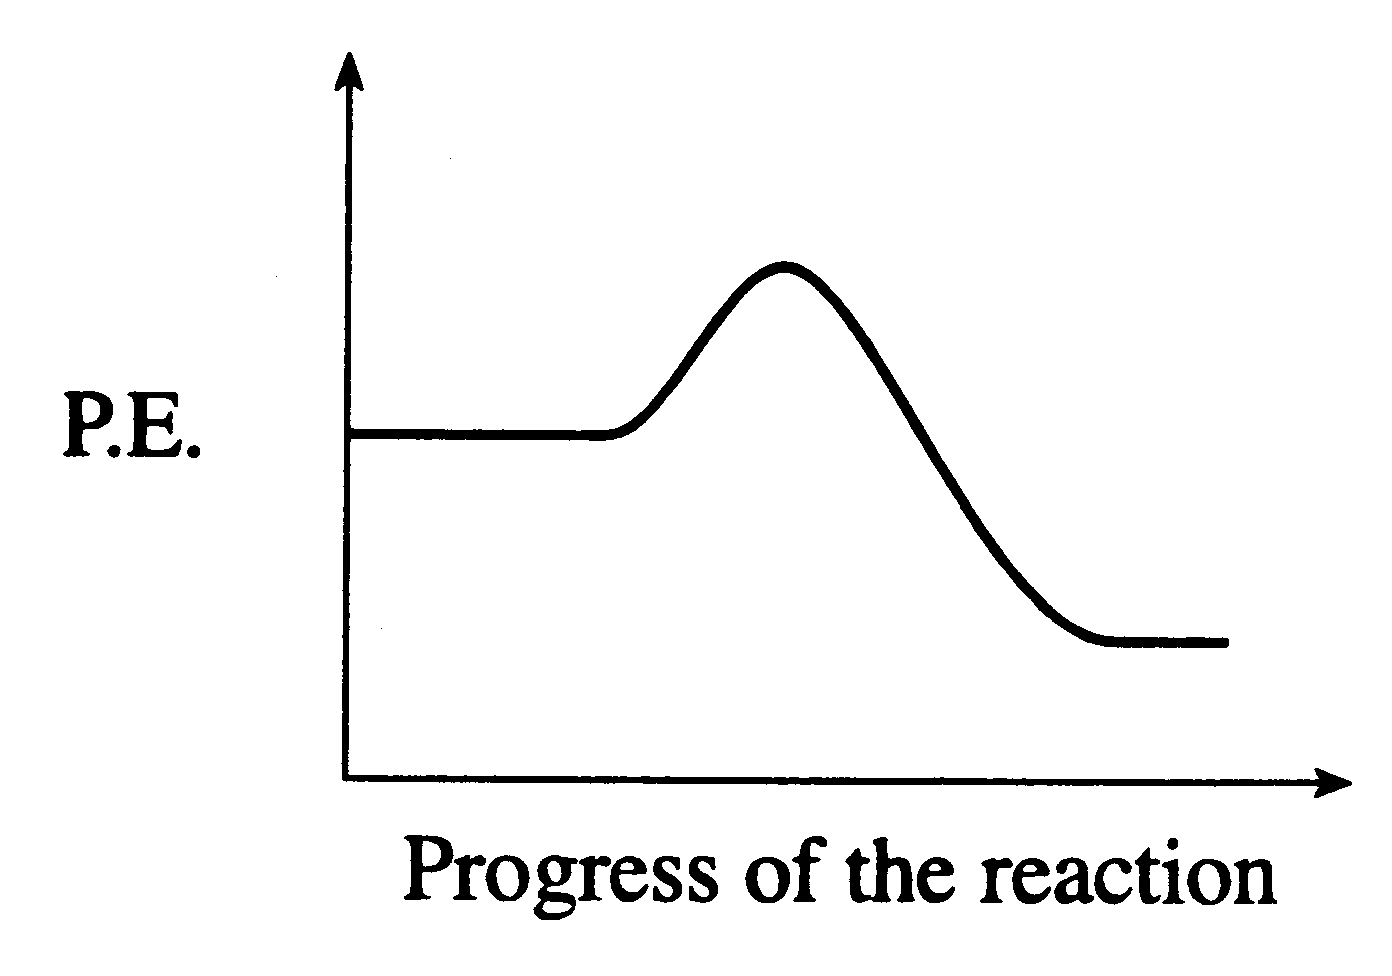 P.E.
Progress of the reaction